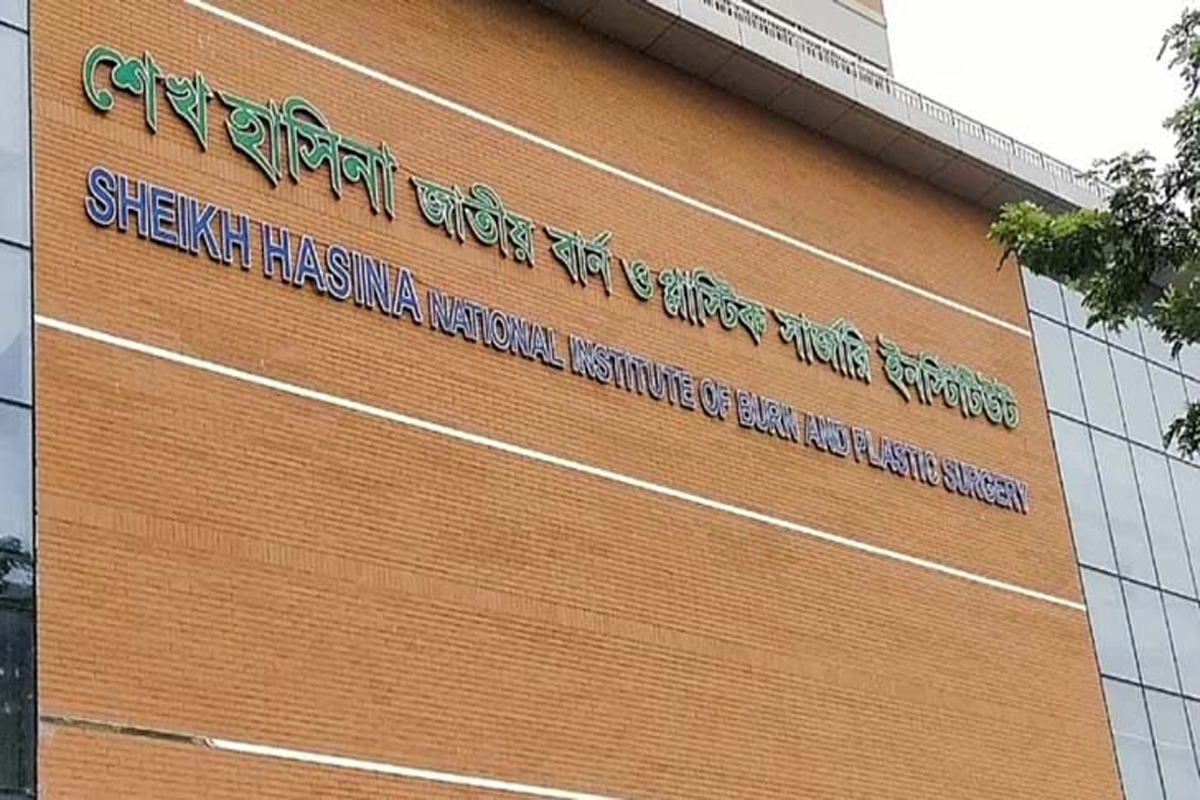 শেখ হাসিনা জাতীয় বার্ন ও প্লাস্টিক সার্জারি ইনস্টিটিউট
SHEIKH HASINA NATIONAL INSTITUTE OF BURN AND PLASTIC SURGERY